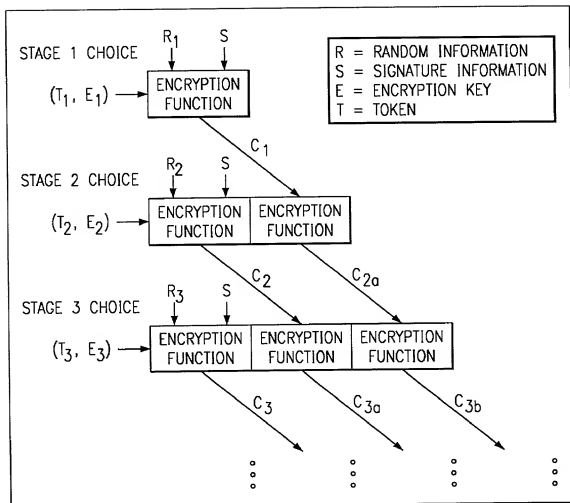 R1 S
STAGE 1 CHOICE
(T1, E1)
ENCRYPTION
FUNCTION
R = RANDOM INFORMATION
S = SIGNATURE INFORMATION
E = ENCRYPTION KEY
T = TOKEN
C1
R2 S
STAGE 2 CHOICE
(T2, E2)
ENCRYPTION ENCRYPTION
FUNCTION FUNCTION
C2 C2a
R3 S
STAGE 3 CHOICE
(T3, E3)
ENCRYPTION ENCRYPTION ENCRYPTION
FUNCTION FUNCTION FUNCTION
C3 C3a C3b